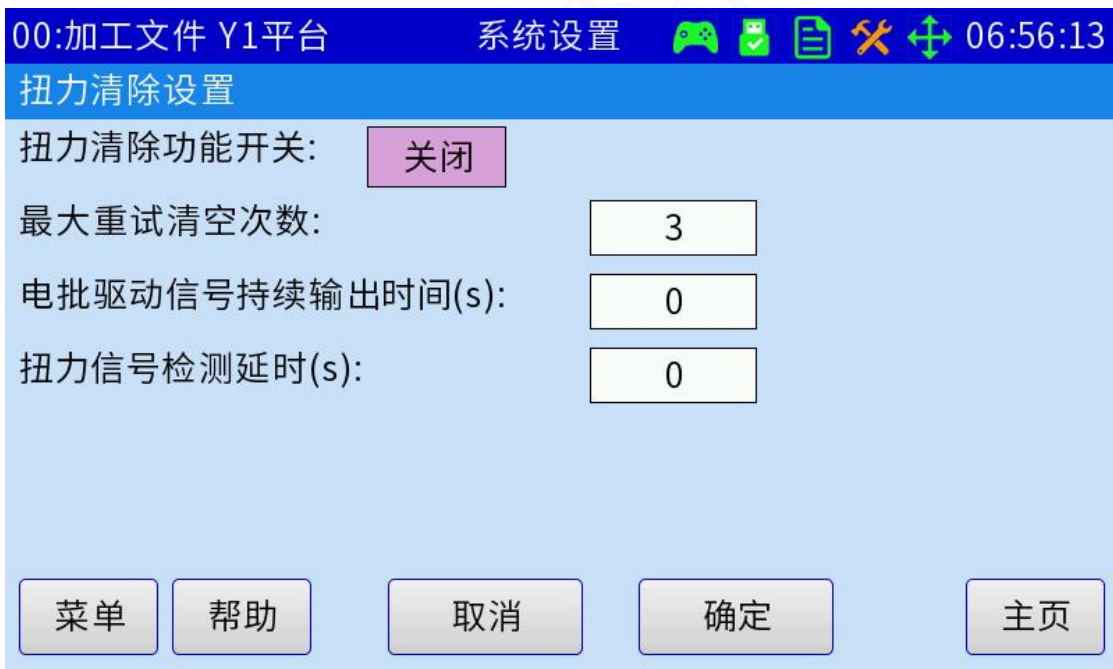 00:加工文件 Y1平台 系统设置 06:56:13
扭力清除设置
扭力清除功能开关: 关闭
最大重试清空次数: 3
电批驱动信号持续输出时间(s): 0
扭力信号检测延时(s): 0
菜单 帮助 取消 确定 主页